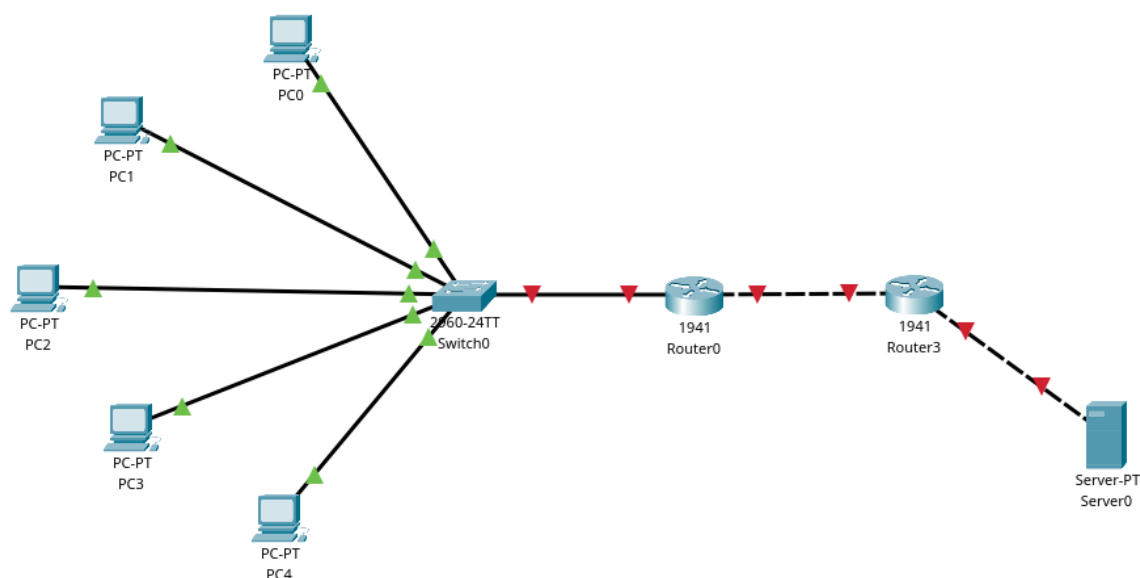 PC-PT
PC0
PC-PT
PC1
PC-PT
PC2
PC-PT
PC3
PC-PT
PC4
2960-24TT
Switch0
1941
Router0
1941
Router3
Server-PT
Server0